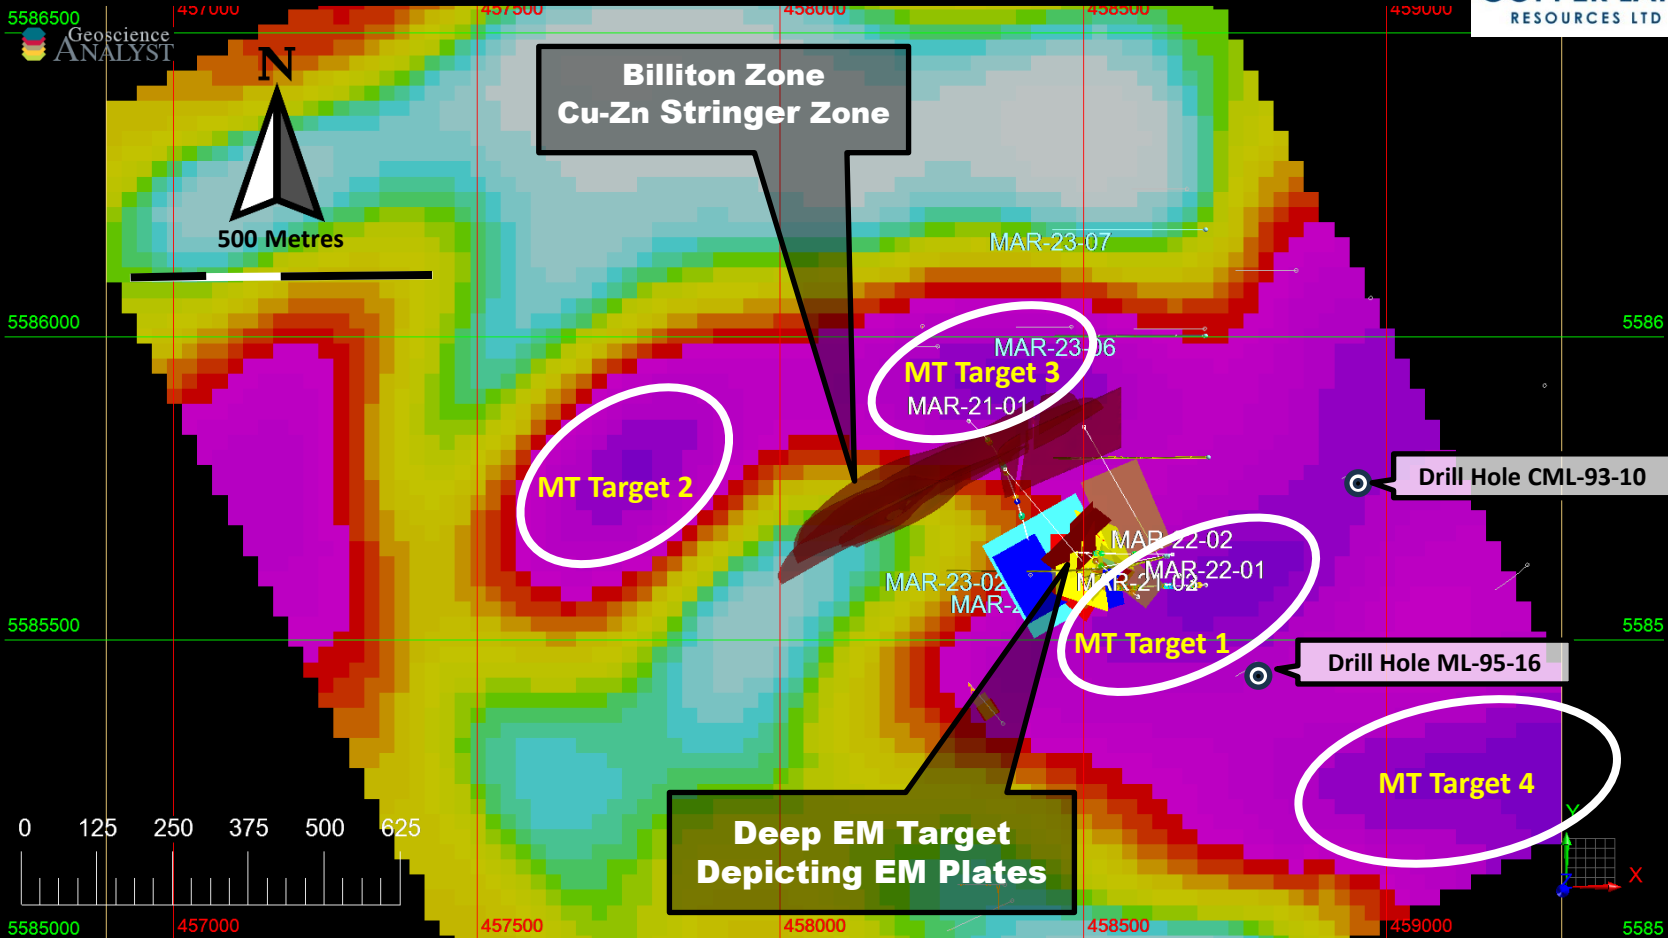 457000
457500
458000
458500
459000
5586500
RESOURCES LTD
Geoscience
ANALYST
N
Billiton Zone
Cu-Zn Stringer Zone
500 Metres
MAR-23-07
5586000
5586
MAR-23-06
MT Target 3
MAR-21-01
MT Target 2
Drill Hole CML-93-10
MAR-22-02
MAR-22-01
MAR-23-02
MAR-21-03
5585500
5585
MT Target 1
Drill Hole ML-95-16
MT Target 4
Y
0 125 250 375 500 625
Deep EM Target
Depicting EM Plates
X
5585000
457000
457500
458000
458500
459000
5585